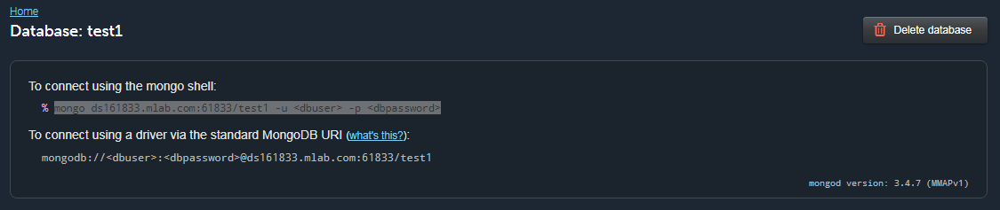 Home
Database: test1
Delete database
To connect using the mongo shell:
% mongo ds161833.mlab.com:61833/test1 -u <dbuser> -p <dbpassword>
To connect using a driver via the standard MongoDB URI (what's this?):
mongodb://<dbuser>:<dbpassword>@ds161833.mlab.com:61833/test1
mongod version: 3.4.7 (MMAPv1)